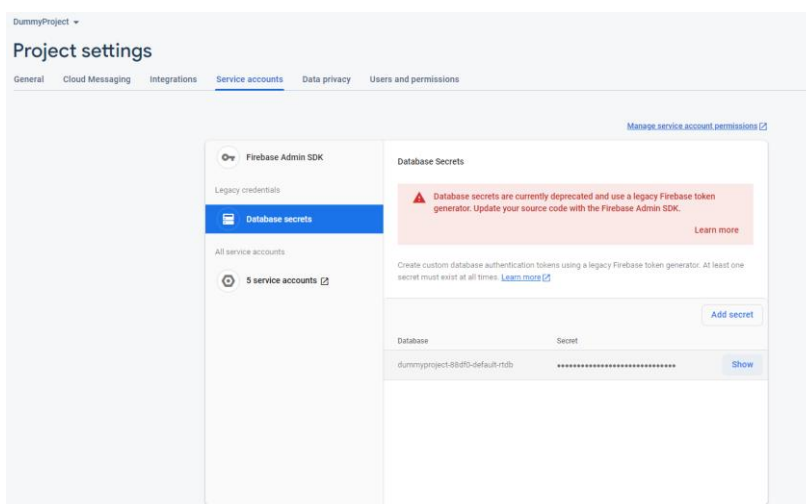 DummyProject
Project settings
General Cloud Messaging Integrations Service accounts Data privacy Users and permissions
Manage service account permissions
Firebase Admin SDK
Legacy credentials
Database secrets
All service accounts
5 service accounts
Database Secrets
Database secrets are currently deprecated and use a legacy Firebase token
generator. Update your source code with the Firebase Admin SDK.
Learn more
Create custom database authentication tokens using a legacy Firebase token generator. At least one
secret must exist at all times. Learn more
Add secret
Database Secret
dummyproject-88df0-default-rtdb •••••••••••••••••••••••••••••• Show